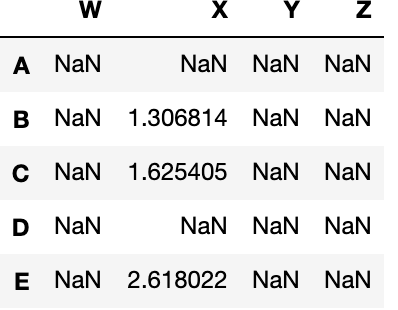 W X Y Z
A NaN NaN NaN NaN
B NaN 1.306814 NaN NaN
C NaN 1.625405 NaN NaN
D NaN NaN NaN NaN
E NaN 2.618022 NaN NaN